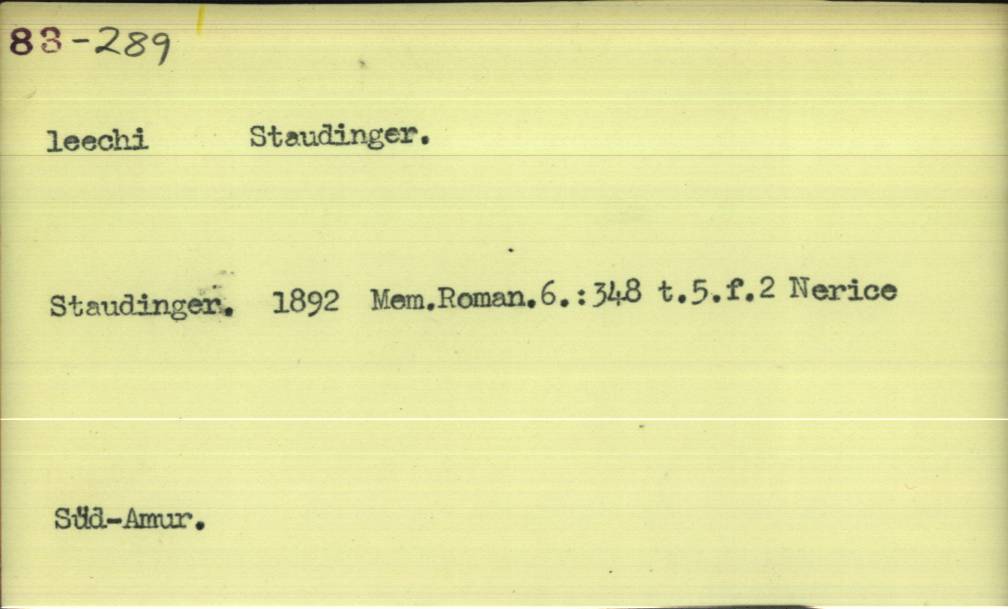 83-289
leechi Staudinger.
Staudinger. 1892 Mem.Roman.6.:348 t.5.f.2 Nerice
Süd-Amur.